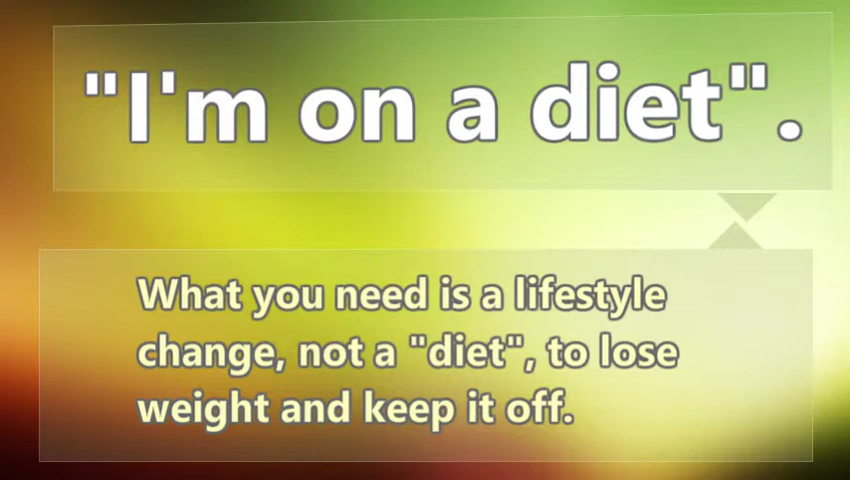 "I'm on a diet".
What you need is a lifestyle
change, not a "diet", to lose
weight and keep it off.